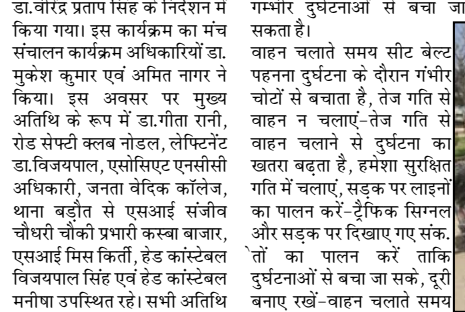 डा.वीरेंद्र प्रताप सिंह के निर्देशन में
किया गया। इस कार्यक्रम का मंच
संचालन कार्यक्रम अधिकारियों डा.
मुकेश कुमार एवं अमित नागर ने
किया। इस अवसर पर मुख्य
अतिथि के रूप में डा.गीता रानी,
रोड सेफ्टी क्लब नोडल, लेफ्टिनेंट
डा.विजयपाल, एसोसिएट एनसीसी
अधिकारी, जनता वेदिक कॉलेज,
थाना बड़ौत से एसआई संजीव
चौधरी चौकी प्रभारी कस्बा बाजार,
एसआई मिस किर्ती, हेड कांस्टेबल
विजयपाल सिंह एवं हेड कांस्टेबल
मनीषा उपस्थित रहे। सभी अतिथि
गम्भीर दुर्घटनाओं से बचा जा
सकता है।
वाहन चलाते समय सीट बेल्ट
पहनना दुर्घटना के दौरान गंभीर
चोटों से बचाता है, तेज गति से
वाहन न चलाएं-तेज गति से
वाहन चलाने से दुर्घटना का
खतरा बढ़ता है, हमेशा सुरक्षित
गति में चलाएं, सड़क पर लाइनों
का पालन करें-ट्रैफिक सिग्नल
और सड़क पर दिखाए गए संक.
ेतों का पालन करें ताकि
दुर्घटनाओं से बचा जा सके, दूरी
बनाए रखें-वाहन चलाते समय